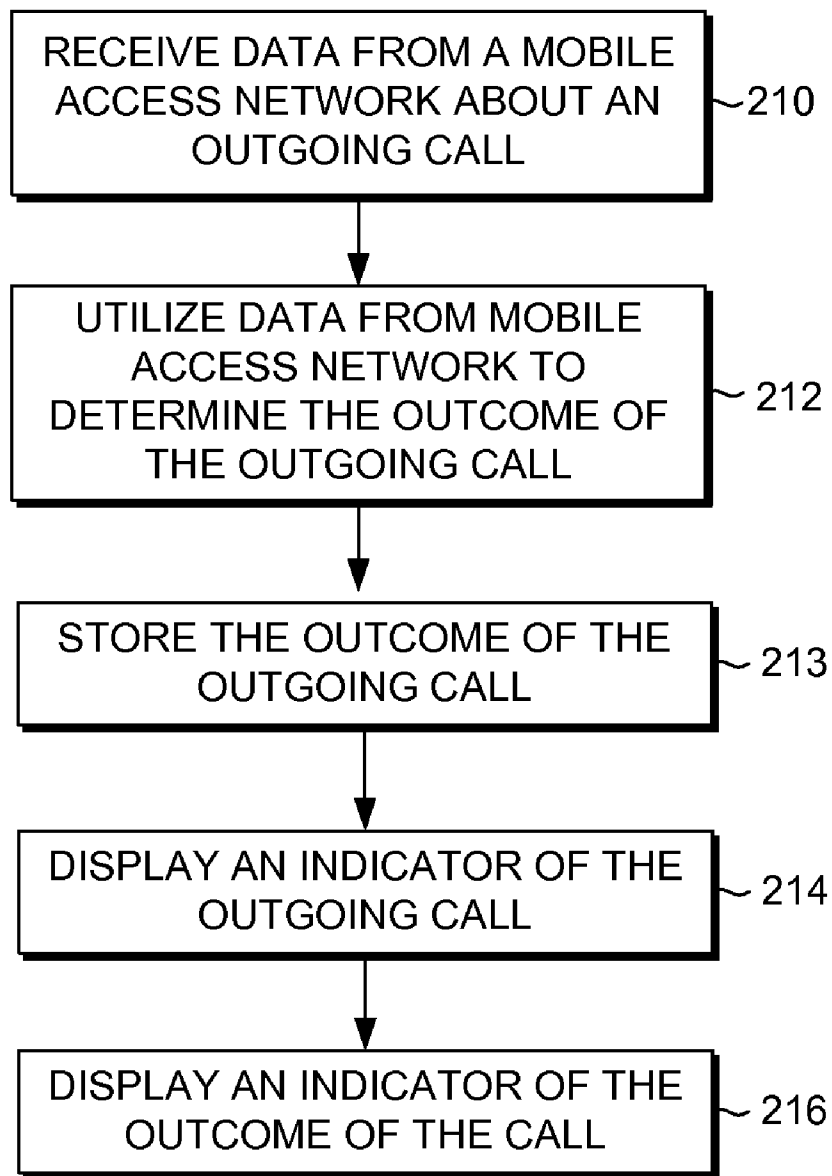 RECEIVE DATA FROM A MOBILE
ACCESS NETWORK ABOUT AN
OUTGOING CALL
210
UTILIZE DATA FROM MOBILE
ACCESS NETWORK TO
DETERMINE THE OUTCOME OF
THE OUTGOING CALL
212
STORE THE OUTCOME OF THE
OUTGOING CALL
213
DISPLAY AN INDICATOR OF THE
OUTGOING CALL
214
DISPLAY AN INDICATOR OF THE
OUTCOME OF THE CALL
216